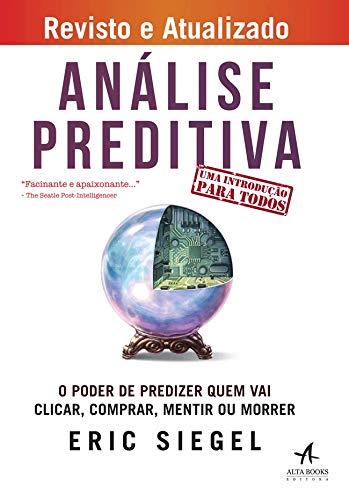 Revisto e Atualizado
ANÁLISE
PREDITIVA
UMA INTRODUÇÃO
PARA TODOS
“Facinante e apaixonante...”
- The Seatle Post-Intelligencer
O PODER DE PREDIZER QUEM VAI
CLICAR, COMPRAR, MENTIR OU MORRER
ERIC SIEGEL
ALTA BOOKS
EDITORA